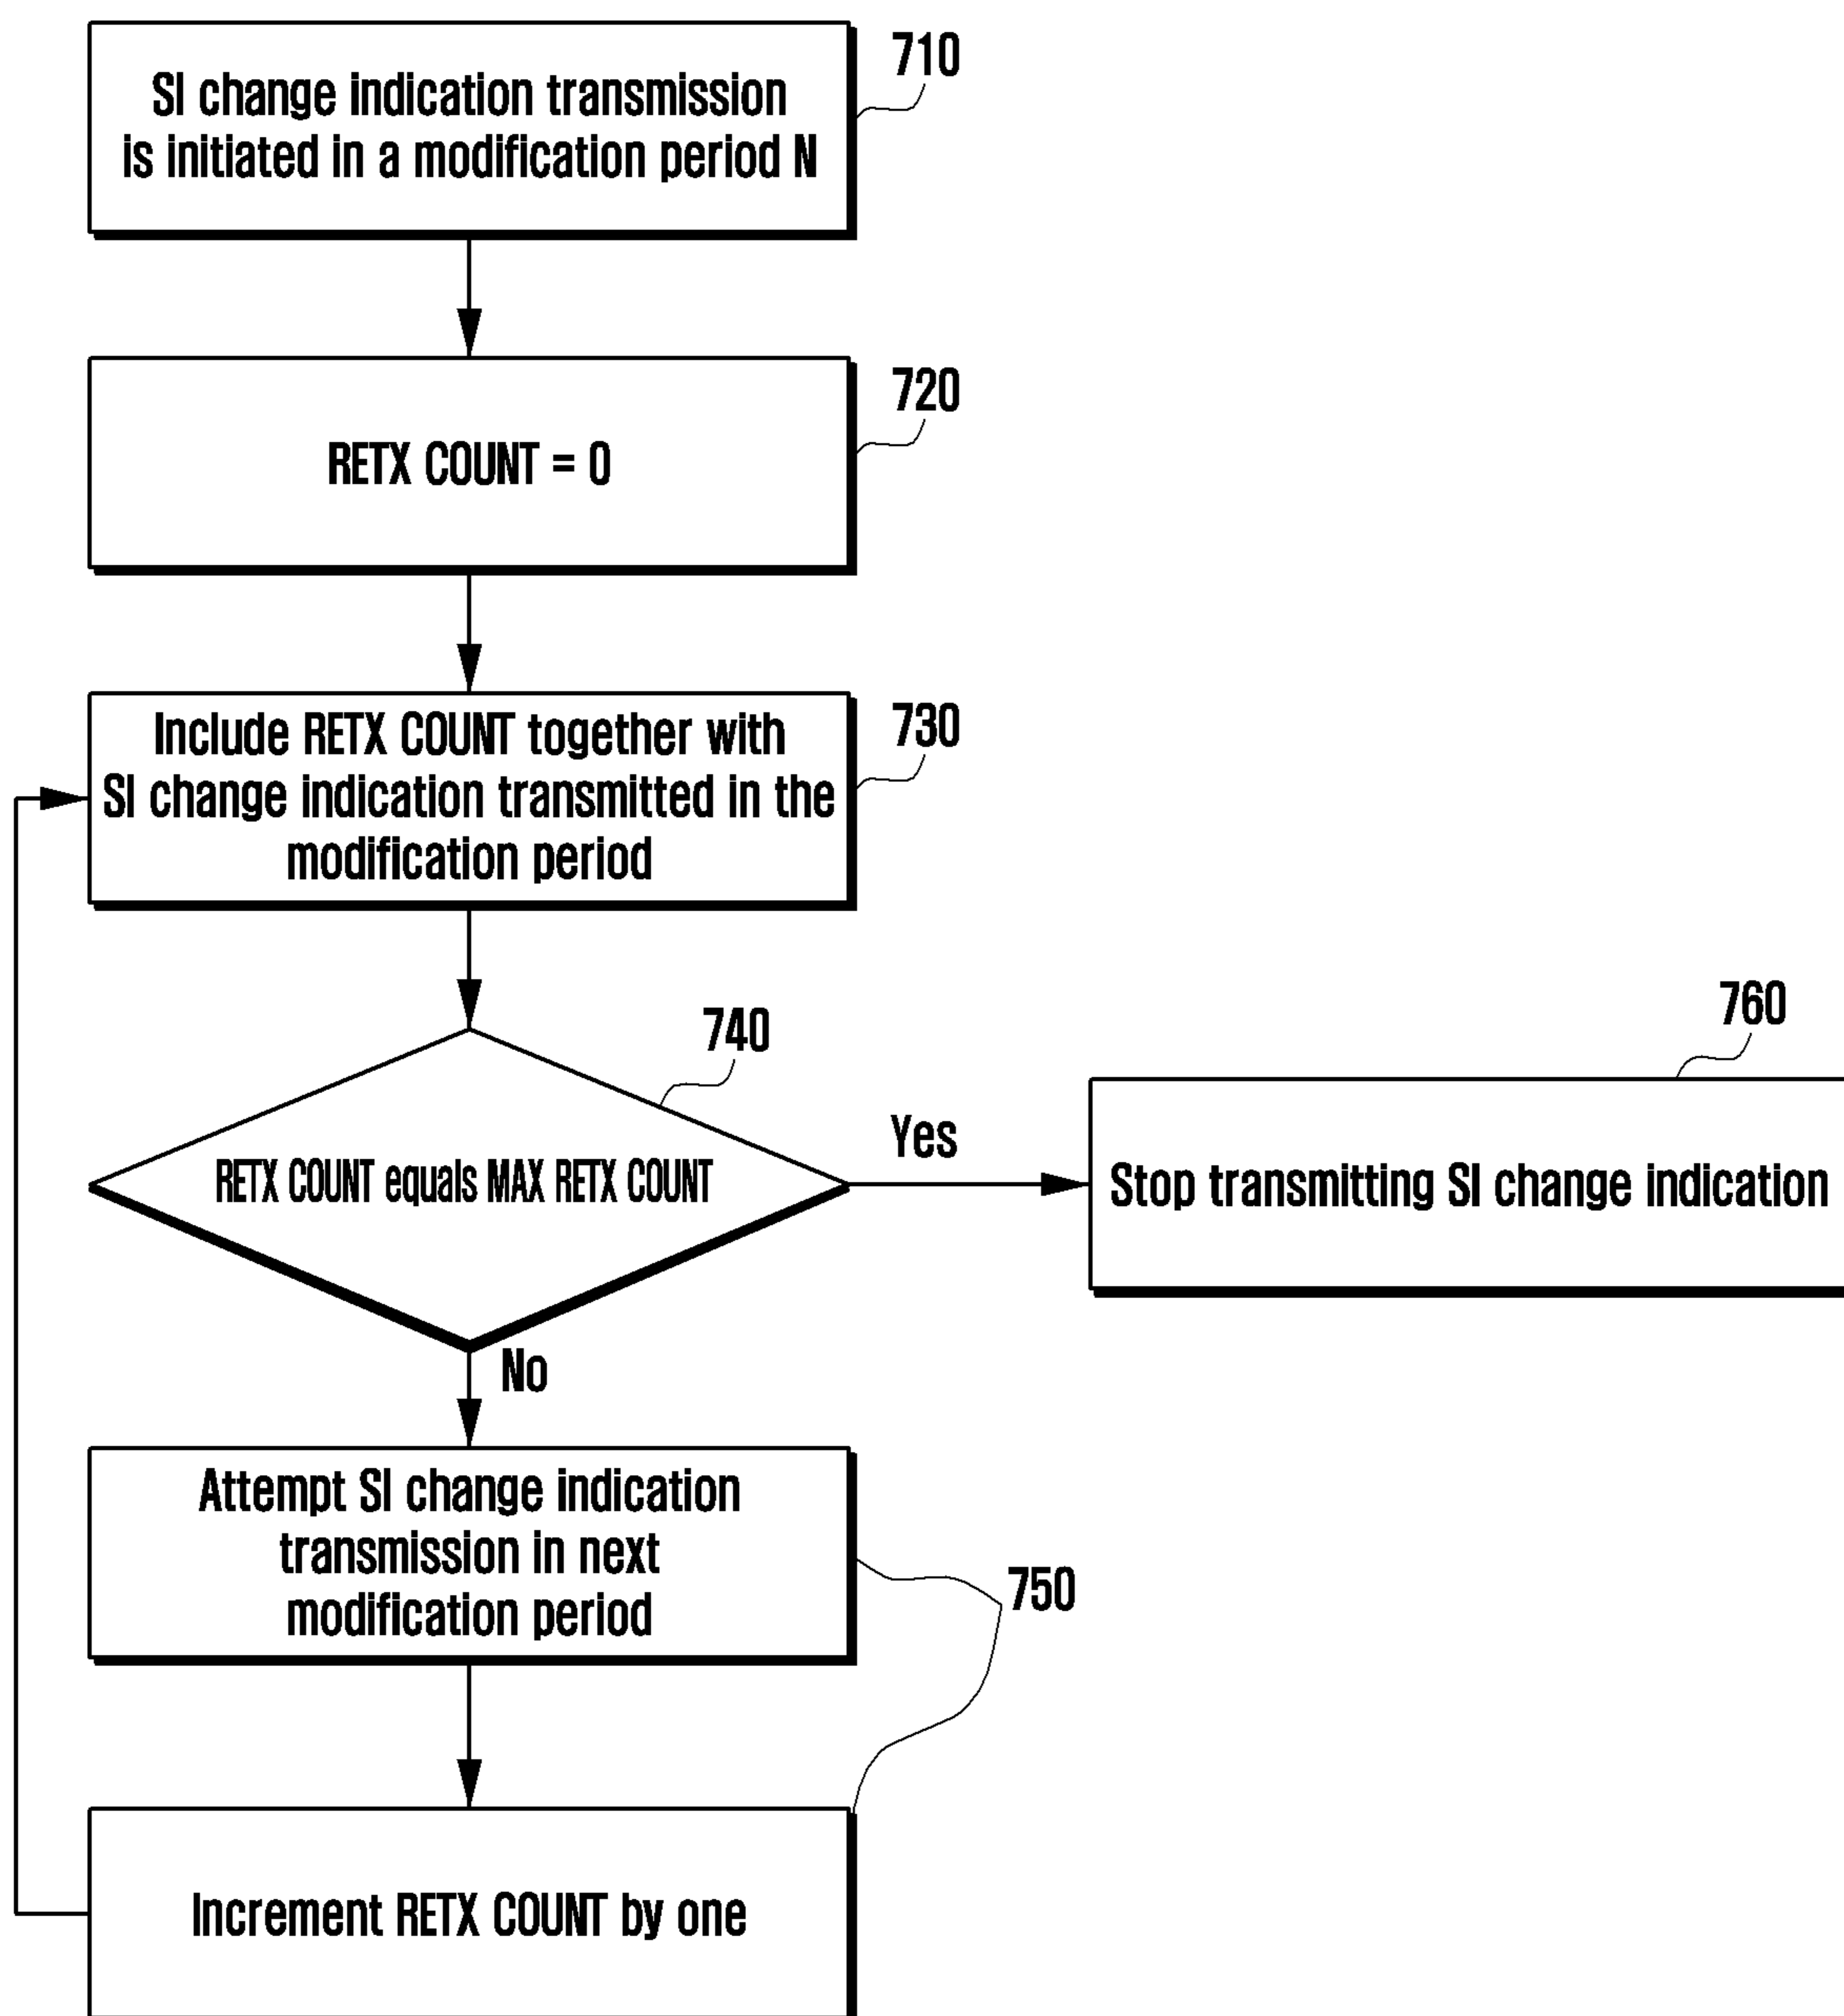 710
SI change indication transmission
is initiated in a modification period N
720
RETX COUNT = 0
730
Include RETX COUNT together with
SI change indication transmitted in the
modification period
740
RETX COUNT equals MAX RETX COUNT
Yes
760
Stop transmitting SI change indication
No
Attempt SI change indication
transmission in next
modification period
750
Increment RETX COUNT by one